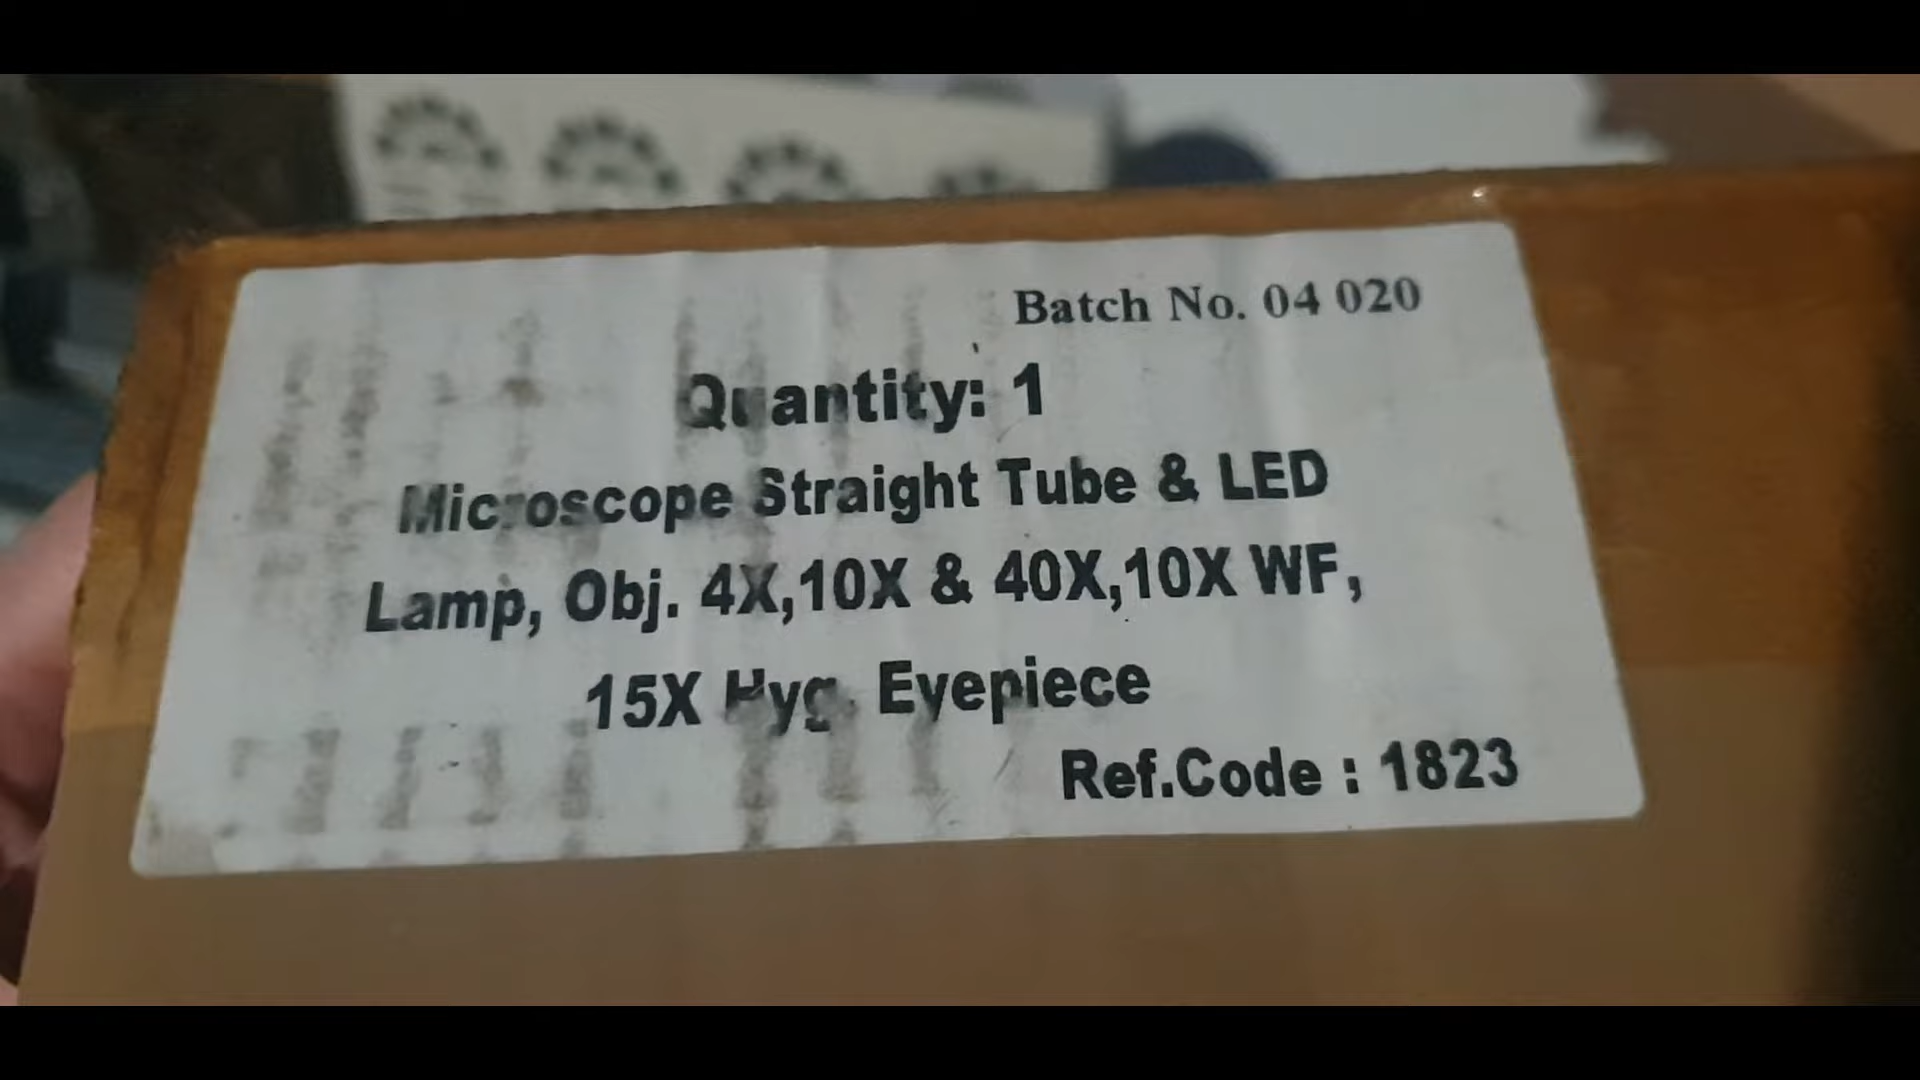 Batch No. 04 020
Quantity: 1
Microscope Straight Tube & LED
Lamp, Obj. 4X,10X & 40X,10X WF,
15X Hyg. Eyepiece
Ref.Code : 1823